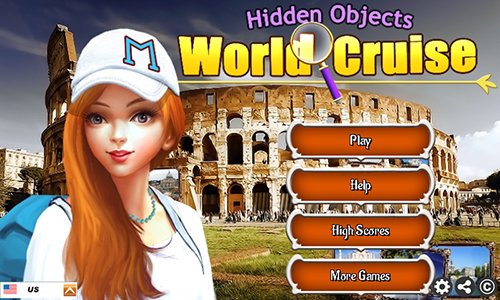 Hidden Objects
World Cruise
M
Play
Help
High Scores
More Games
US
©